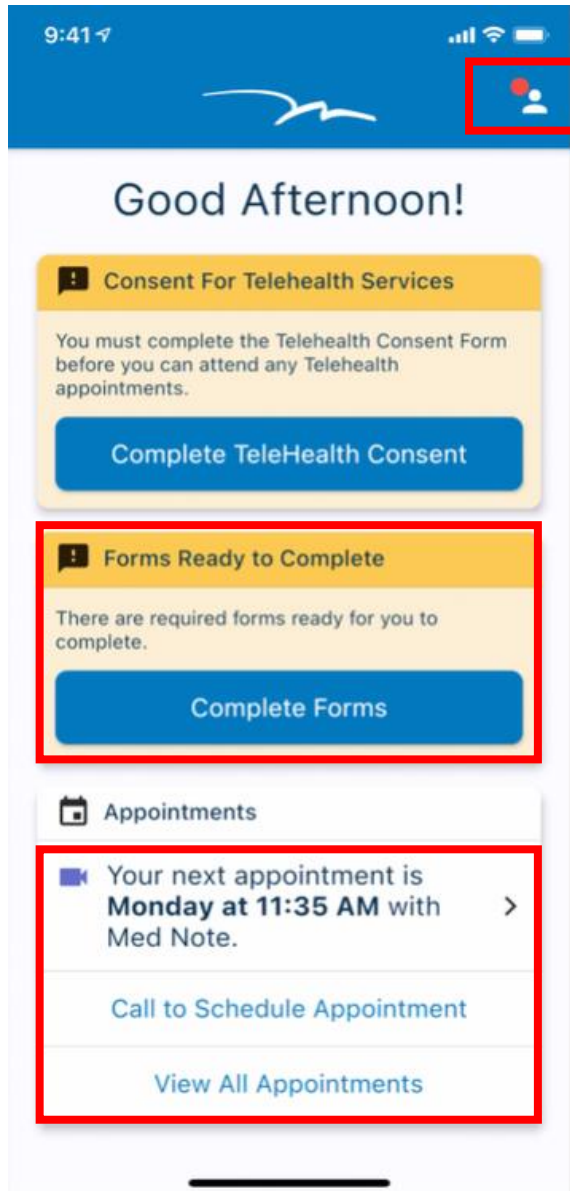 9:41
Good Afternoon!
Consent For Telehealth Services
You must complete the Telehealth Consent Form
before you can attend any Telehealth
appointments.
Complete TeleHealth Consent
Forms Ready to Complete
There are required forms ready for you to
complete.
Complete Forms
Appointments
Your next appointment is
Monday at 11:35 AM with
Med Note.
Call to Schedule Appointment
View All Appointments